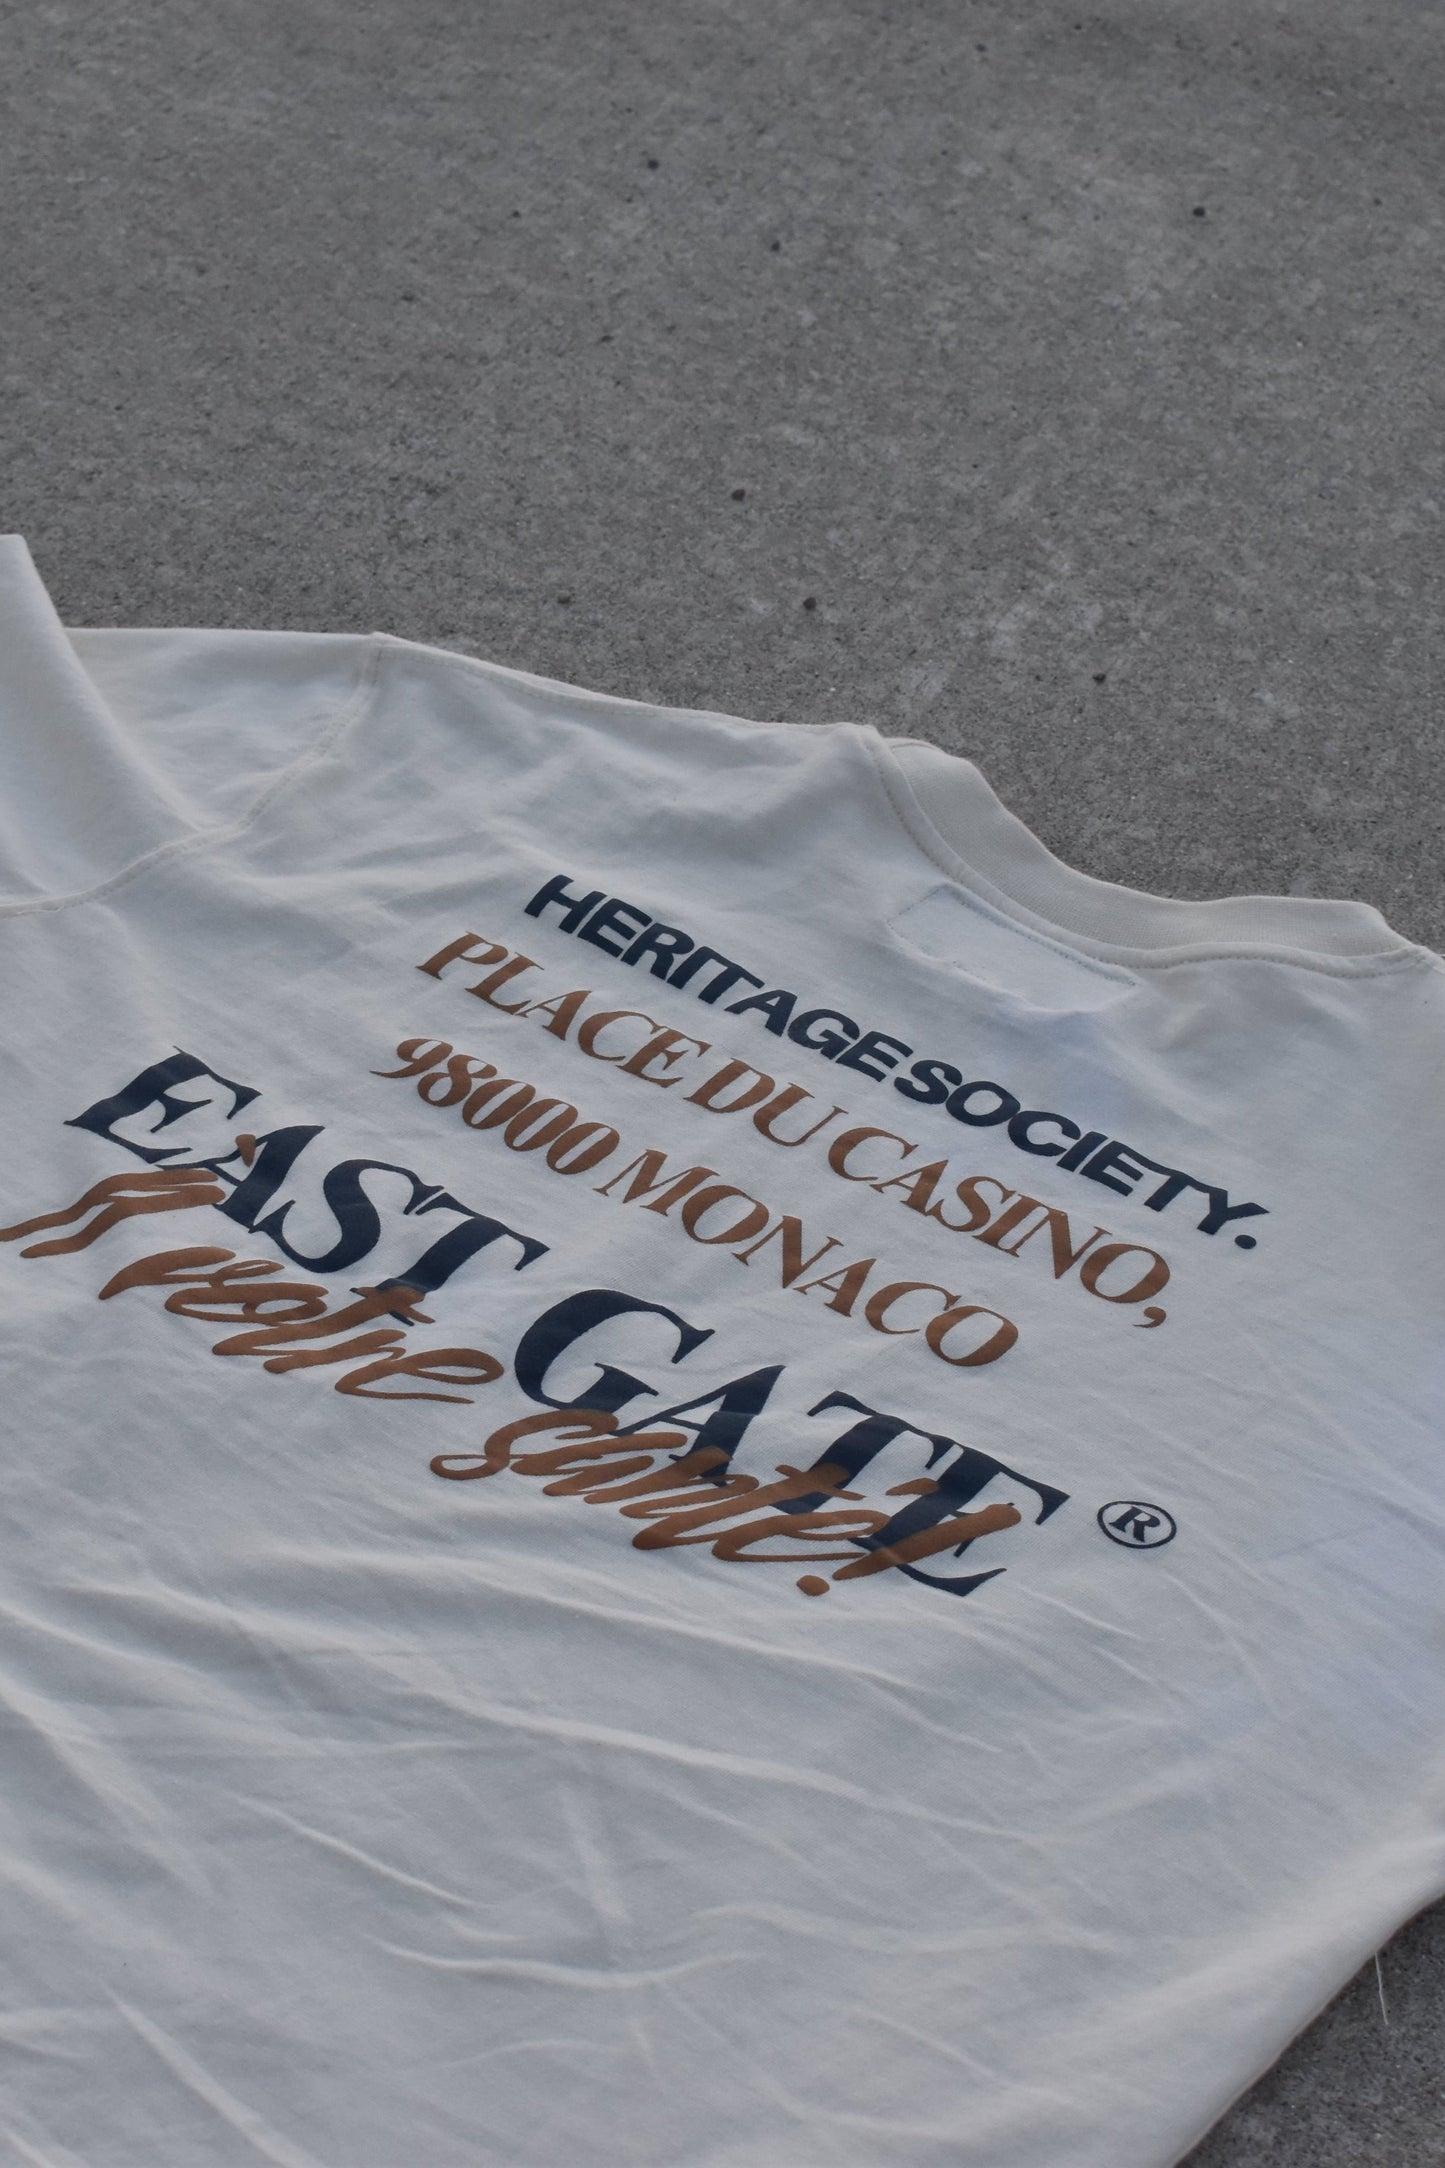 HERITAGE SOCIETY.
PLACE DU CASINO,
98000 MONACO
EAST GATE ®
À votre santé!